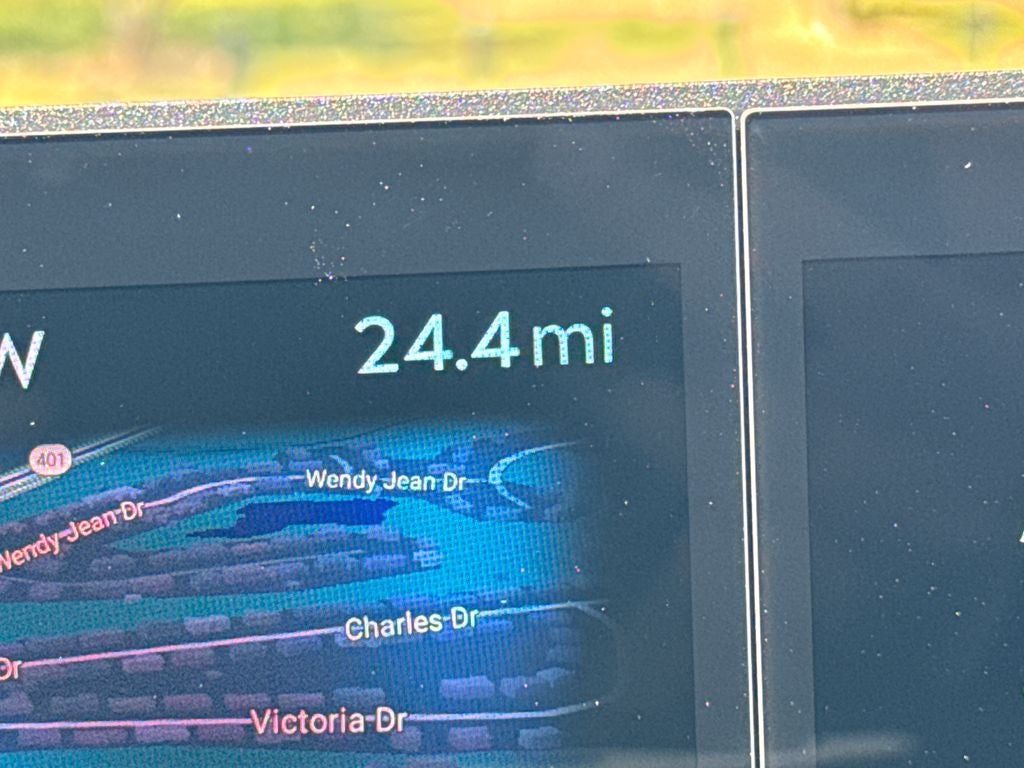 W 24.4 mi
401
Wendy Jean Dr
Wendy Jean Dr
Charles Dr
Dr
Victoria Dr